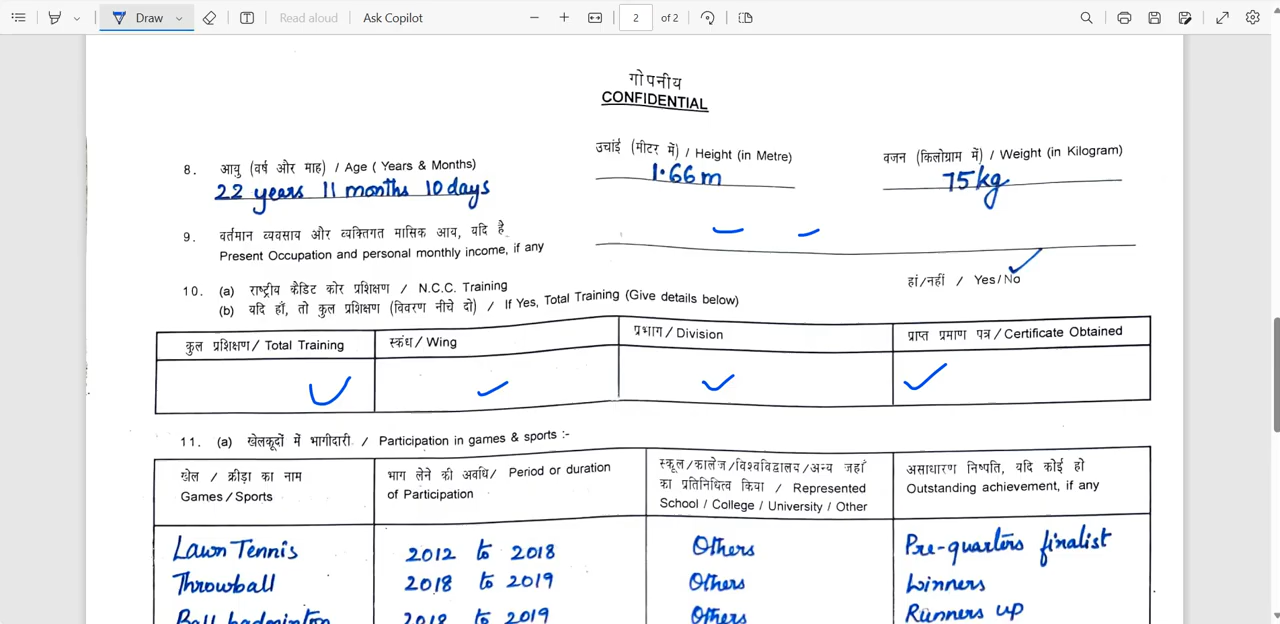 Draw
Read aloud
Ask Copilot
2 of 2
गोपनीय
CONFIDENTIAL
8. आयु (वर्ष और माह) / Age ( Years & Months)
22 years 11 months 10 days
उचांई (मीटर में) / Height (in Metre)
1.66 m
वजन (किलोग्राम में) / Weight (in Kilogram)
75 kg
9. वर्तमान व्यवसाय और व्यक्तिगत मासिक आय, यदि है
Present Occupation and personal monthly income, if any
10. (a) राष्ट्रीय कैडिट कोर प्रशिक्षण / N.C.C. Training
हां/नहीं / Yes/No
(b) यदि हाँ, तो कुल प्रशिक्षण (विवरण नीचे दो) / If Yes, Total Training (Give details below)
कुल प्रशिक्षण/ Total Training
स्कंध/ Wing
प्रभाग/ Division
प्राप्त प्रमाण पत्र/ Certificate Obtained
11. (a) खेलकूदों में भागीदारी / Participation in games & sports :-
खेल / क्रीड़ा का नाम
Games / Sports
भाग लेने की अवधि/ Period or duration
of Participation
स्कूल/कालेज/विश्वविद्वालय/अन्य जहां
का प्रतिनिधित्व किया / Represented
School / College / University / Other
असाधारण निष्पति, यदि कोई हो
Outstanding achievement, if any
Lawn Tennis 2012 to 2018 Others Pre-quarters finalist
Throwball 2018 to 2019 Others Winners
Ball badminton 2018 to 2019 Others Runners up